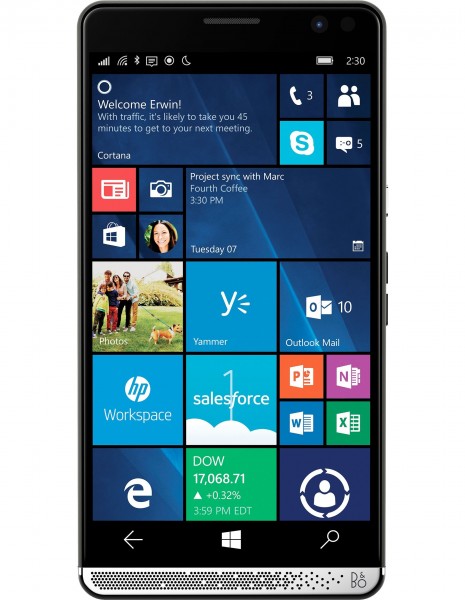 2:30
Welcome Erwin!
With traffic, it's likely to take you 45
minutes to get to your next meeting.
Cortana
3
5
Project sync with Marc
Fourth Coffee
3:30 PM
Tuesday 07
Photos
Yammer
10
Outlook Mail
hp
Workspace
1
salesforce
DOW
17,068.71
▲ +0.32%
3:59 PM EDT
B&O